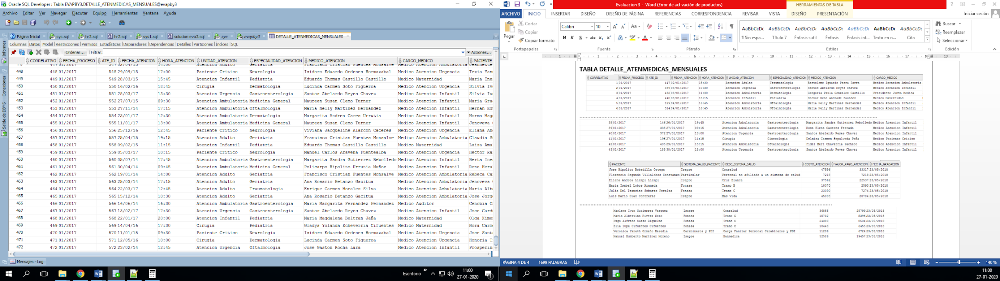 Oracle SQL Developer : Tabla EVAPBY3.DETALLE_ATENMEDICAS_MENSUALES@evapby3
Archivo Editar Ver Navegar Ejecutar Equipo Herramientas Ventana Ayuda
Página Inicial sys.sql hr2.sql hr2.sql sys1.sql solucion eva3.sql sys evapby3 DETALLE_ATENMEDICAS_MENSUALES
Columns Datos Model Restricciones Permisos Estadísticas Disparadores Dependencias Detalles Particiones Índices SQL
Ordenar... Filtrar: Acciones...
Informes
Conexiones
Salida de DBMS
CORRELATIVO FECHA_PROCESO ATE_ID FECHA_ATENCION HORA_ATENCION UNIDAD_ATENCION ESPECIALIDAD_ATENCION MEDICO_ATENCION CARGO_MEDICO PACIENTE
447 447 01/2017 547 02/04/15 14:00 Atencion Adulto Geriatria Francisco Cristian Fuentes Monsalve Medico Atencion Ambulatoria Jeannette
448 448 01/2017 548 29/09/15 17:00 Paciente Critico Neurologia Isidoro Eduardo Ordenes Hormazabal Medico Atencion Urgencia Texia Yan
449 449 01/2017 549 28/03/15 15:45 Atencion Infantil Pediatria Eduardo Thomas Castillo Castillo Medico Maternidad Maria Ine
450 450 01/2017 550 16/02/16 18:45 Cirugia Dermatologia Lucinda Carmen Soto Figueroa Medico Atencion Urgencia Silvia Iv
451 451 01/2017 551 28/03/17 13:30 Atencion Urgencia Gastroenterologia Santos Abelardo Reyes Chavez Medico Atencion Infantil Silvia Iv
452 452 01/2017 552 27/07/15 09:30 Atencion Ambulatoria Medicina General Maureen Susan Clemo Turner Medico Atencion Infantil Maria Gra
453 453 01/2017 553 27/11/14 17:15 Atencion Ambulatoria Oftalmologia Maria Nelly Martinez Hernandez Medico Atencion Infantil Hernan Ed
454 454 01/2017 554 23/01/17 12:30 Atencion Ambulatoria Dermatologia Margarita Andrea Cares Urrutia Medico Atencion Infantil Norma Mag
455 455 01/2017 555 11/01/17 13:00 Atencion Ambulatoria Medicina General Maureen Susan Clemo Turner Medico Atencion Infantil Jenoveva
456 456 01/2017 556 25/12/16 12:45 Paciente Critico Neurologia Viviana Jacqueline Alarcon Caceres Medico Atencion Urgencia Eliana An
457 457 01/2017 557 25/04/15 19:15 Atencion Adulto Geriatria Francisco Cristian Fuentes Monsalve Medico Atencion Ambulatoria Claudia S
458 458 01/2017 558 09/02/15 11:15 Atencion Infantil Pediatria Eduardo Thomas Castillo Castillo Medico Maternidad Luisa Ama
459 459 01/2017 559 05/03/17 10:15 Paciente Critico Neurologia Manuel Carlos Aravena Fuentealba Medico Atencion Urgencia Hector Ra
460 460 01/2017 560 05/07/14 17:45 Atencion Ambulatoria Gastroenterologia Margarita Sandra Gutierrez Rebolledo Medico Atencion Infantil Berta Ine
461 461 01/2017 561 30/04/14 09:45 Atencion Ambulatoria Medicina General Policarpo Hipolito Urrutia Muñoz Medico Atencion Infantil Rene Hera
462 462 01/2017 562 19/01/14 14:00 Atencion Adulto Geriatria Francisco Cristian Fuentes Monsalve Medico Atencion Ambulatoria Rebeca Ca
463 463 01/2017 563 25/03/14 17:15 Atencion Adulto Geriatria Ana Rosario Betanzo Gacitua Medico Atencion Ambulatoria Jenoveva
464 464 01/2017 564 22/03/17 12:45 Atencion Adulto Traumatologia Enrique Carmen Morales Silva Medico Atencion Ambulatoria Maria Alb
465 465 01/2017 565 15/12/14 10:30 Atencion Adulto Geriatria Ana Rosario Betanzo Gacitua Medico Atencion Ambulatoria Jose Jorg
466 466 01/2017 566 16/06/14 16:30 Atencion Ambulatoria Gastroenterologia Maria Margarita Fernandez Fernandez Medico Auditor Cenobia C
467 467 01/2017 567 13/02/17 17:30 Atencion Urgencia Gastroenterologia Santos Abelardo Reyes Chavez Medico Atencion Infantil Jose Card
468 468 01/2017 568 22/01/17 20:00 Atencion Infantil Pediatria Maria Magdalena Beltran Jaña Medico Maternidad Olga Xime
469 469 01/2017 569 14/04/16 17:30 Cirugia Pediatria Gladys Yolanda Echeverria Cifuentes Medico Maternidad Nora Carm
470 470 01/2017 570 11/01/15 09:30 Paciente Critico Neurologia Isidoro Eduardo Ordenes Hormazabal Medico Atencion Urgencia Jose Sant
471 471 01/2017 571 12/05/16 10:00 Cirugia Dermatologia Lucinda Carmen Soto Figueroa Medico Atencion Urgencia Honoria T
472 472 01/2017 572 23/02/14 12:45 Atencion Urgencia Oftalmologia Jose Gaston Rocha Lara Medico Atencion Infantil Prosperin
Mensajes - Log
Escritorio 11:00
27-01-2020
1
Evaluacion 3 - Word (Error de activación de productos)
HERRAMIENTAS DE TABLA
ARCHIVO INICIO INSERTAR DISEÑO DISEÑO DE PÁGINA REFERENCIAS CORRESPONDENCIA REVISAR VISTA DISEÑO PRESENTACIÓN Iniciar sesión
Pegar
Cortar
Copiar
Copiar formato
Portapapeles
Calibri 10
N K S abc
Fuente
Párrafo
AaBbCcDc AaBbCcDc AaBbCcDc AaBbCcDc AaBbCcDc AaBbCcDc AaBbCcDc
¶ Sin espa... Título 7 Énfasis sutil Énfasis Énfasis int... Texto en n... Cita
Estilos
Buscar
Reemplazar
Seleccionar
Edición
1 1 2 3 4 5 6 7 8 9 10 11 12 13 14 15 16 17 18 19
TABLA DETALLE_ATENMEDICAS_MENSUALES
CORRELATIVO FECHA_PROCESO ATE_ID FECHA_ATENCION HORA_ATENCION UNIDAD_ATENCION ESPECIALIDAD_ATENCION MEDICO_ATENCION CARGO_MEDICO
1 01/2017 447 02/01/2017 15:30 Atencion Adulto Traumatologia Bartolome Ignacio Parra Parra Medico Atencion Ambulatoria
2 01/2017 369 03/01/2017 10:30 Atencion Urgencia Gastroenterologia Santos Abelardo Reyes Chavez Medico Atencion Infantil
3 01/2017 462 03/01/2017 11:30 Atencion Ambulatoria Dermatologia Gregoria Paula Gonzalez Castillo Presidente Junta Medica
4 01/2017 440 03/01/2017 15:15 Atencion Infantil Pediatria Hector Rene Andrade Faundez Medico Maternidad
5 01/2017 129 04/01/2017 16:45 Atencion Ambulatoria Oftalmologia Maria Nelly Martinez Hernandez Medico Atencion Infantil
6 01/2017 514 04/01/2017 16:45 Atencion Ambulatoria Oftalmologia Maria Nelly Martinez Hernandez Medico Atencion Infantil
38 01/2017 146 26/01/2017 19:45 Atencion Ambulatoria Gastroenterologia Margarita Sandra Gutierrez Rebolledo Medico Atencion Infantil
39 01/2017 338 27/01/2017 09:15 Atencion Ambulatoria Gastroenterologia Rosa Elena Caceres Ferrada Medico Atencion Infantil
40 01/2017 372 27/01/2017 13:00 Atencion Urgencia Gastroenterologia Santos Abelardo Reyes Chavez Medico Atencion Infantil
41 01/2017 196 27/01/2017 14:15 Cirugia Ginecologia Delmira Carmen Sepulveda Peña Medico Paciente Critico
42 01/2017 405 29/01/2017 15:15 Atencion Ambulatoria Oftalmologia Fidel Meri Chavarria Pacheco Medico Atencion Infantil
43 01/2017 185 30/01/2017 18:00 Atencion Urgencia Gastroenterologia Santos Abelardo Reyes Chavez Medico Atencion Infantil
PACIENTE SISTEMA_SALUD_PACIENTE DESC_SISTEMA_SALUD COSTO_ATENCION VALOR_PAGO_ATENCION FECHA_GRABACION
Jose Hipolito Bobadilla Ortega Isapre Consalud 47596 33317 23/05/2018
Florencio Segundo Villalobos Constanzo Particular Personal no afiliado a un sistema de salud 7218 7218 23/05/2018
Eliana Andrea Liempi Liempi Isapre Cruz Blanca 37562 22537 23/05/2018
Maria Isabel Lobos Araneda Fonasa Tramo B 10370 2593 23/05/2018
Julia Del Transito Sobarzo Peralta Fonasa Tramo C 23090 7274 23/05/2018
Luis Mario Diaz Contreras Isapre Mas Vida 45008 20704 23/05/2018
Marlene Ivon Gutierrez Vasquez Isapre Consalud 36855 25799 23/05/2018
Maria Albertina Rivera Soto Fonasa Tramo C 15732 5396 23/05/2018
Hugo Alfredo Suazo Riquelme Fonasa Tramo C 24383 8534 23/05/2018
Elia Lupe Cifuentes Cifuentes Fonasa Tramo C 18443 6455 23/05/2018
Veronica Yaneth Ormeño Heredia Carabineros y PDI Carga Familar Personal Carabineros y PDI 11206 6724 23/05/2018
Manuel Humberto Martinez Moreno Isapre Banmedica 52586 19457 23/05/2018
PÁGINA 4 DE 4 1699 PALABRAS 140 %
11:00
27-01-2020